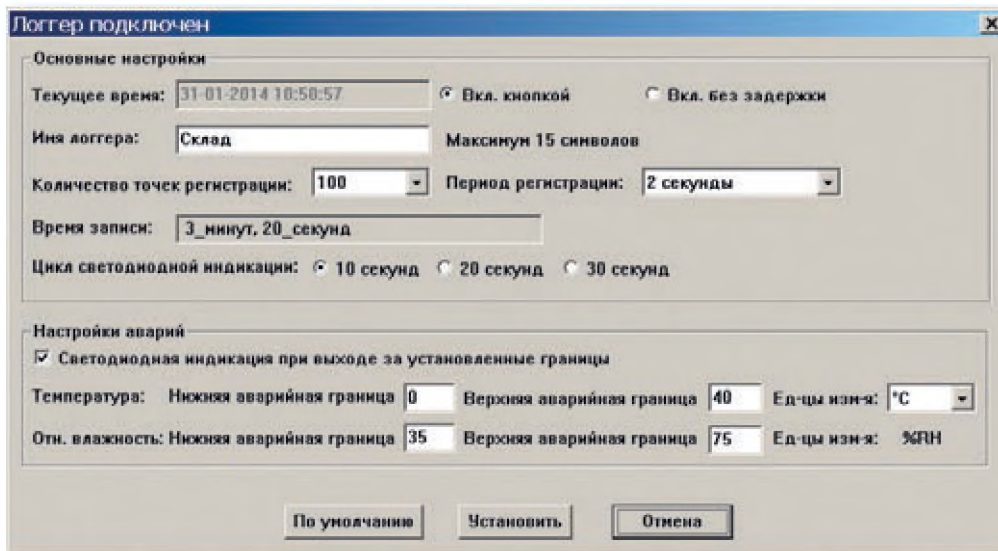 Логгер подключен
Основные настройки
Текущее время: 31-01-2014 10:50:57 Вкл. кнопкой Вкл. без задержки
Имя логгера: Склад Максимум 15 символов
Количество точек регистрации: 100 Период регистрации: 2 секунды
Время записи: 3_минут, 20_секунд
Цикл светодиодной индикации: 10 секунд 20 секунд 30 секунд
Настройки аварий
Светодиодная индикация при выходе за установленные границы
Температура: Нижняя аварийная граница 0 Верхняя аварийная граница 40 Ед-цы изм-я: °C
Отн. влажность: Нижняя аварийная граница 35 Верхняя аварийная граница 75 Ед-цы изм-я: %RH
По умолчанию Установить Отмена